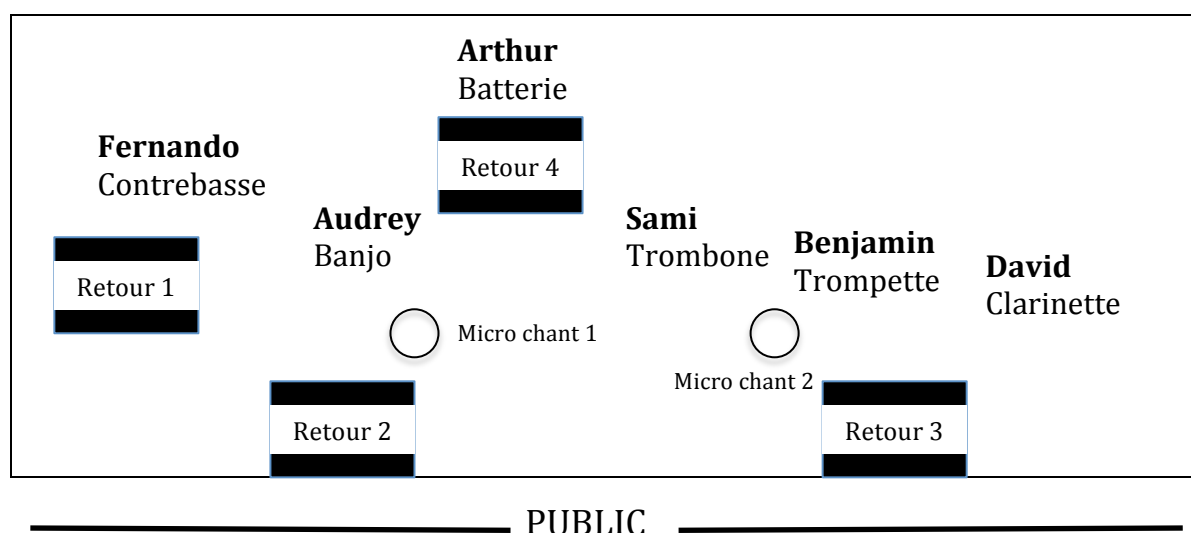 Arthur
Batterie
Fernando
Contrebasse
Retour 4
Audrey
Banjo
Sami
Trombone
Benjamin
Trompette
David
Clarinette
Retour 1
Micro chant 1
Micro chant 2
Retour 2
Retour 3
PUBLIC